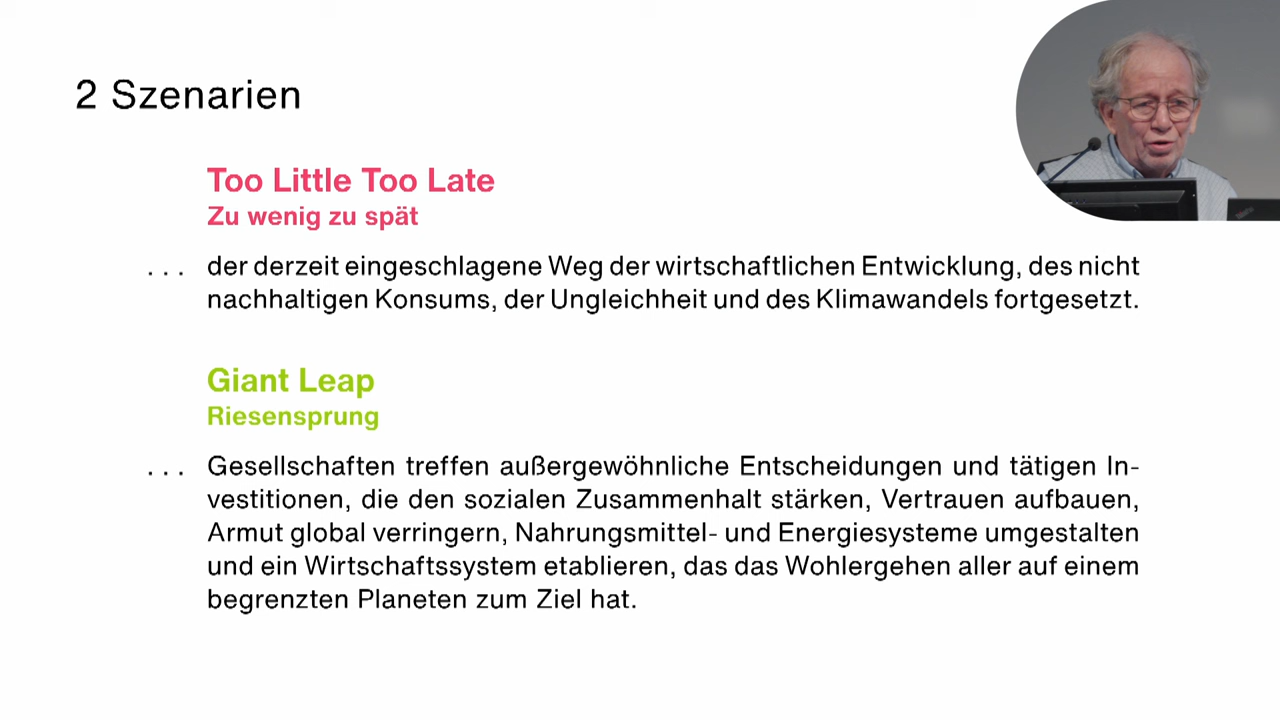 2 Szenarien
Too Little Too Late
Zu wenig zu spät
... der derzeit eingeschlagene Weg der wirtschaftlichen Entwicklung, des nicht
nachhaltigen Konsums, der Ungleichheit und des Klimawandels fortgesetzt.
Giant Leap
Riesensprung
... Gesellschaften treffen außergewöhnliche Entscheidungen und tätigen In-
vestitionen, die den sozialen Zusammenhalt stärken, Vertrauen aufbauen,
Armut global verringern, Nahrungsmittel- und Energiesysteme umgestalten
und ein Wirtschaftssystem etablieren, das das Wohlergehen aller auf einem
begrenzten Planeten zum Ziel hat.